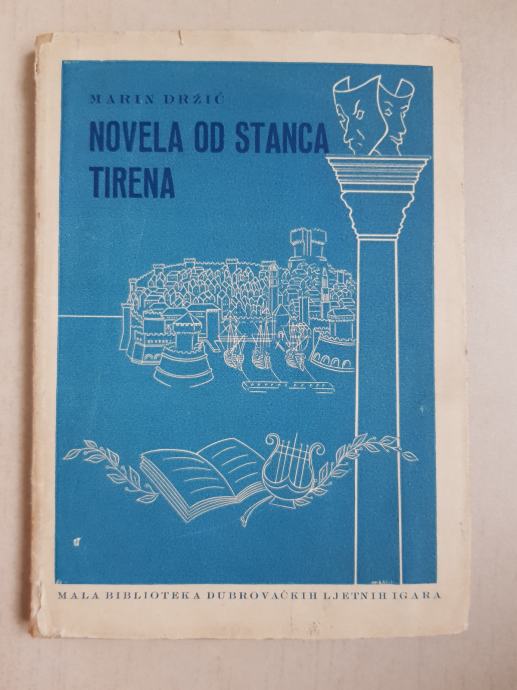 MARIN DRŽIĆ
NOVELA OD STANCA
TIRENA
MALA BIBLIOTEKA DUBROVAČKIH LJETNIH IGARA